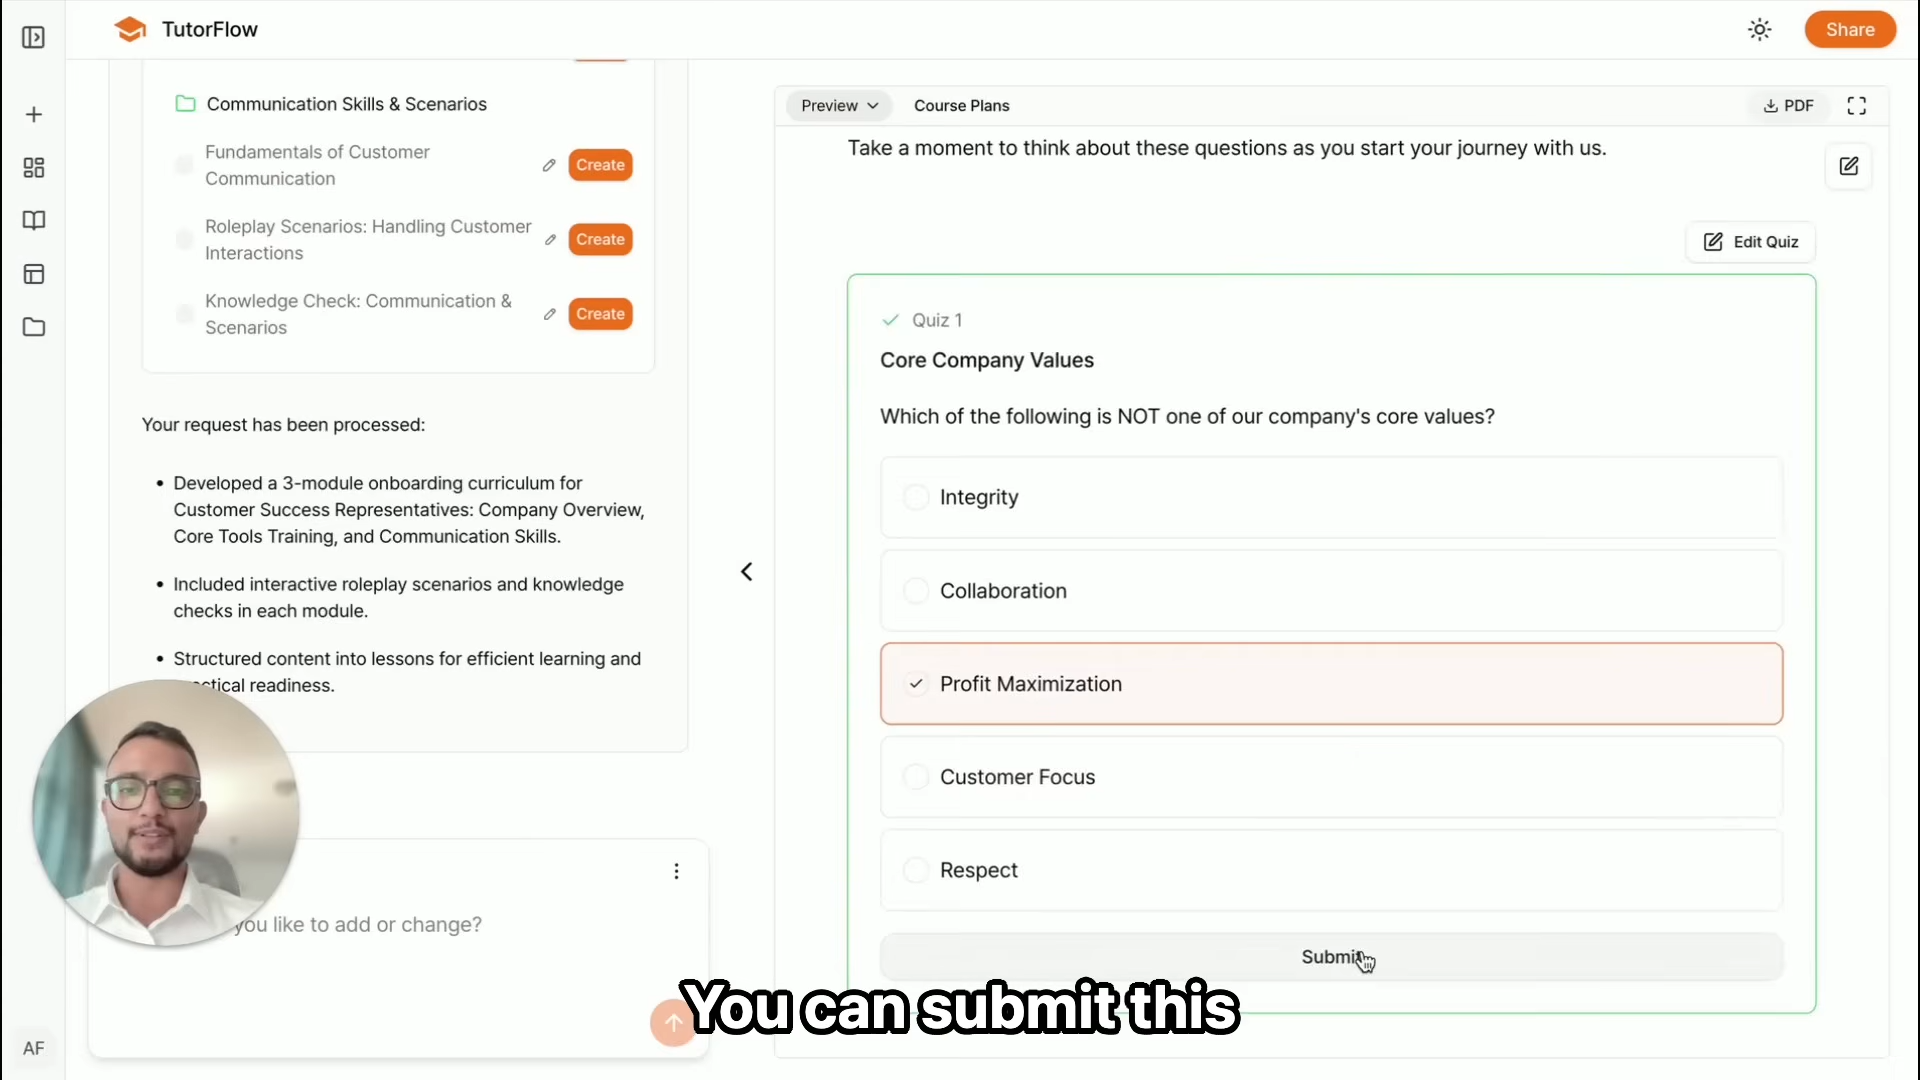 TutorFlow
Share
Communication Skills & Scenarios
Fundamentals of Customer
Communication
Create
Roleplay Scenarios: Handling Customer
Interactions
Create
Knowledge Check: Communication &
Scenarios
Create
Your request has been processed:
• Developed a 3-module onboarding curriculum for
Customer Success Representatives: Company Overview,
Core Tools Training, and Communication Skills.
• Included interactive roleplay scenarios and knowledge
checks in each module.
• Structured content into lessons for efficient learning and
ctical readiness.
you like to add or change?
AF
Preview
Course Plans
PDF
Take a moment to think about these questions as you start your journey with us.
Edit Quiz
Quiz 1
Core Company Values
Which of the following is NOT one of our company's core values?
Integrity
Collaboration
Profit Maximization
Customer Focus
Respect
Submit
You can submit this